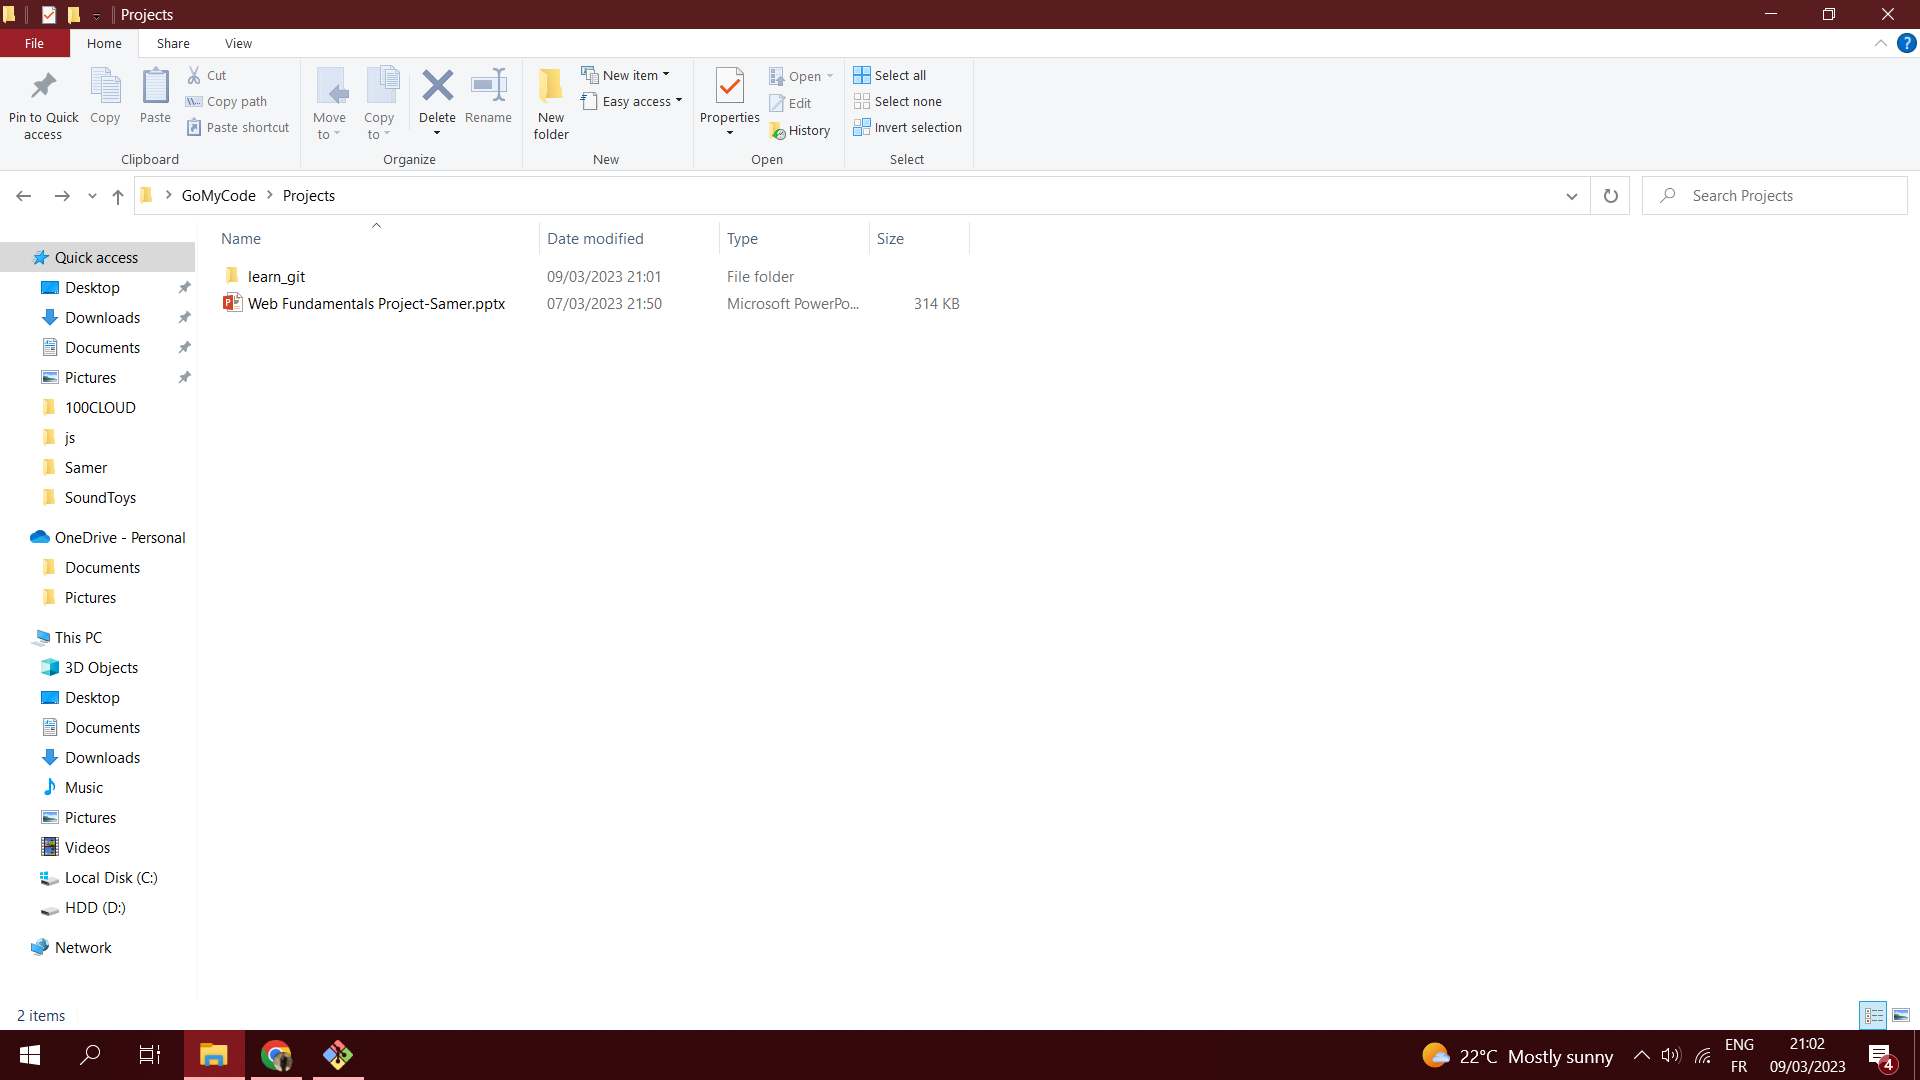 Projects
File Home Share View
Pin to Quick access
Copy
Paste
Cut
Copy path
Paste shortcut
Clipboard
Move to
Copy to
Delete
Rename
Organize
New folder
New item
Easy access
New
Properties
Open
Edit
History
Open
Select all
Select none
Invert selection
Select
GoMyCode > Projects
Search Projects
Name Date modified Type Size
learn_git 09/03/2023 21:01 File folder
Web Fundamentals Project-Samer.pptx 07/03/2023 21:50 Microsoft PowerPo... 314 KB
Quick access
Desktop
Downloads
Documents
Pictures
100CLOUD
js
Samer
SoundToys
OneDrive - Personal
Documents
Pictures
This PC
3D Objects
Desktop
Documents
Downloads
Music
Pictures
Videos
Local Disk (C:)
HDD (D:)
Network
2 items
22°C Mostly sunny
ENG
FR
21:02
09/03/2023
4